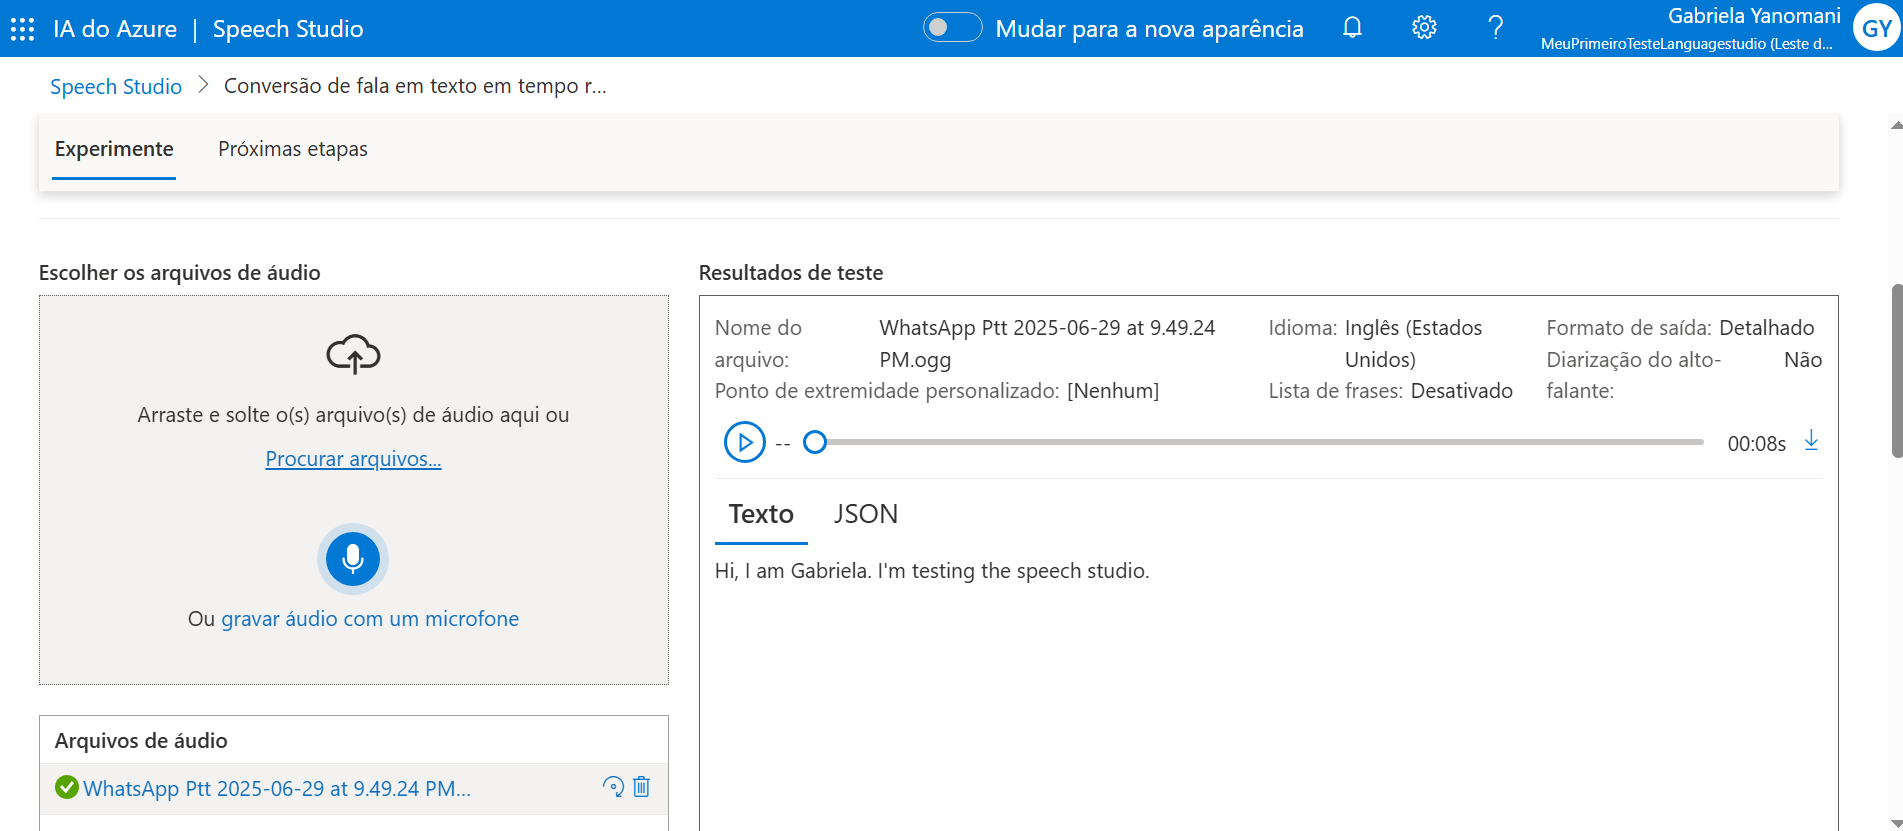 IA do Azure | Speech Studio
Mudar para a nova aparência
Gabriela Yanomani
MeuPrimeiroTesteLanguagestudio (Leste d...
GY
Speech Studio > Conversão de fala em texto em tempo r...
Experimente
Próximas etapas
Escolher os arquivos de áudio
Arraste e solte o(s) arquivo(s) de áudio aqui ou
Procurar arquivos...
Ou gravar áudio com um microfone
Arquivos de áudio
WhatsApp Ptt 2025-06-29 at 9.49.24 PM...
Resultados de teste
Nome do arquivo: WhatsApp Ptt 2025-06-29 at 9.49.24 PM.ogg
Idioma: Inglês (Estados Unidos)
Formato de saída: Detalhado
Diarização do alto-falante: Não
Ponto de extremidade personalizado: [Nenhum]
Lista de frases: Desativado
--
00:08s
Texto
JSON
Hi, I am Gabriela. I'm testing the speech studio.